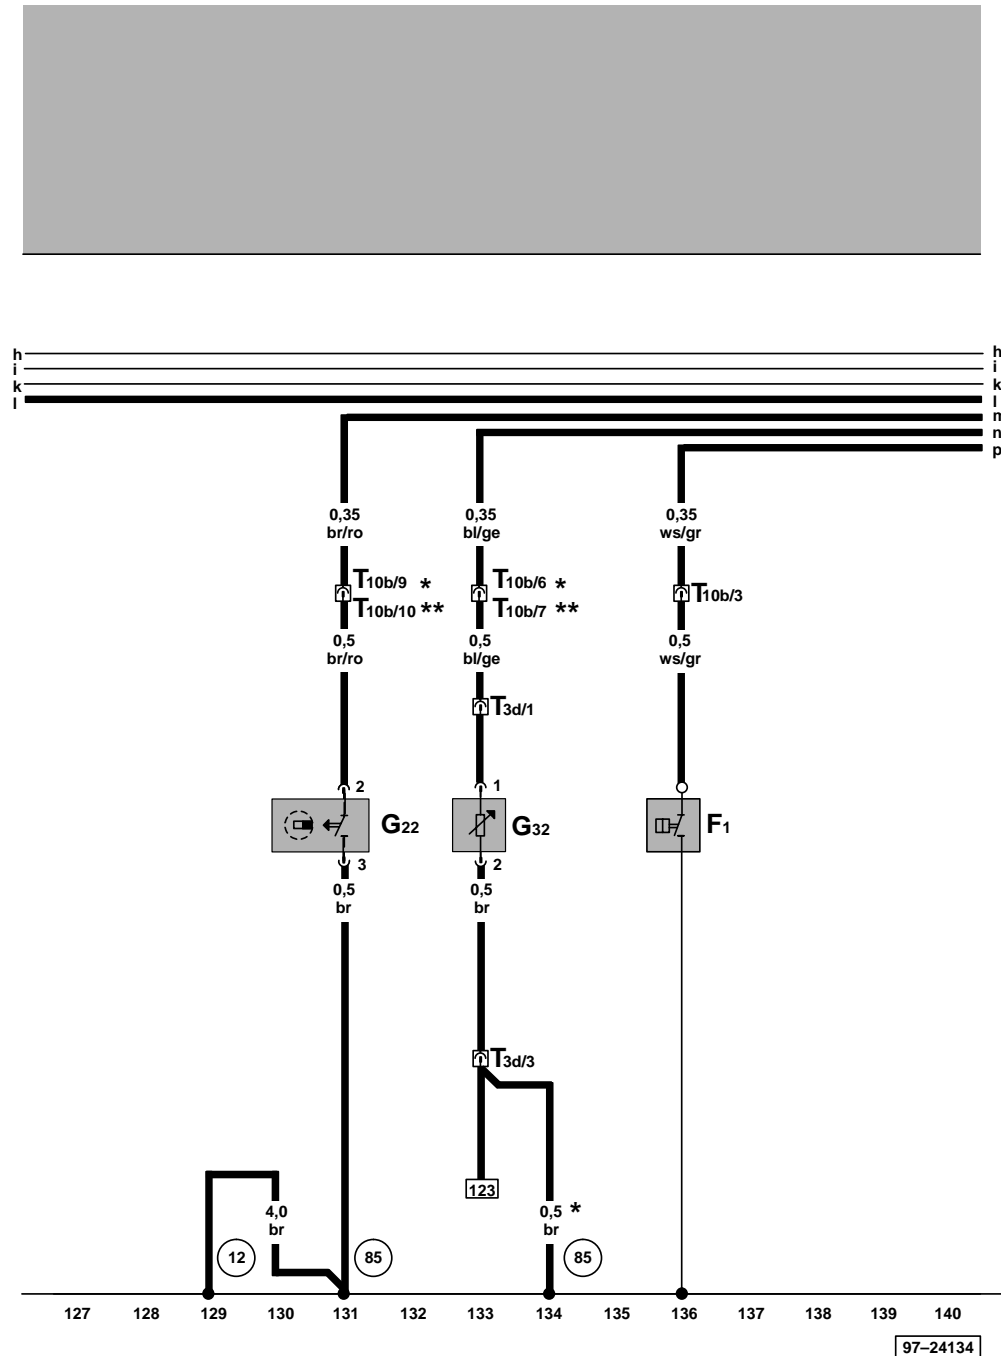 h h
i i
k k
l l
m
n
p
0,35 0,35 0,35
br/ro bl/ge ws/gr
T10b/9 * T10b/6 * T10b/3
T10b/10 ** T10b/7 **
0,5 0,5 0,5
br/ro bl/ge ws/gr
T3d/1
2 1
G22 G32 F1
3 2
0,5 0,5
br br
T3d/3
123
4,0 0,5 *
br br
12 85 85
127 128 129 130 131 132 133 134 135 136 137 138 139 140
97–24134